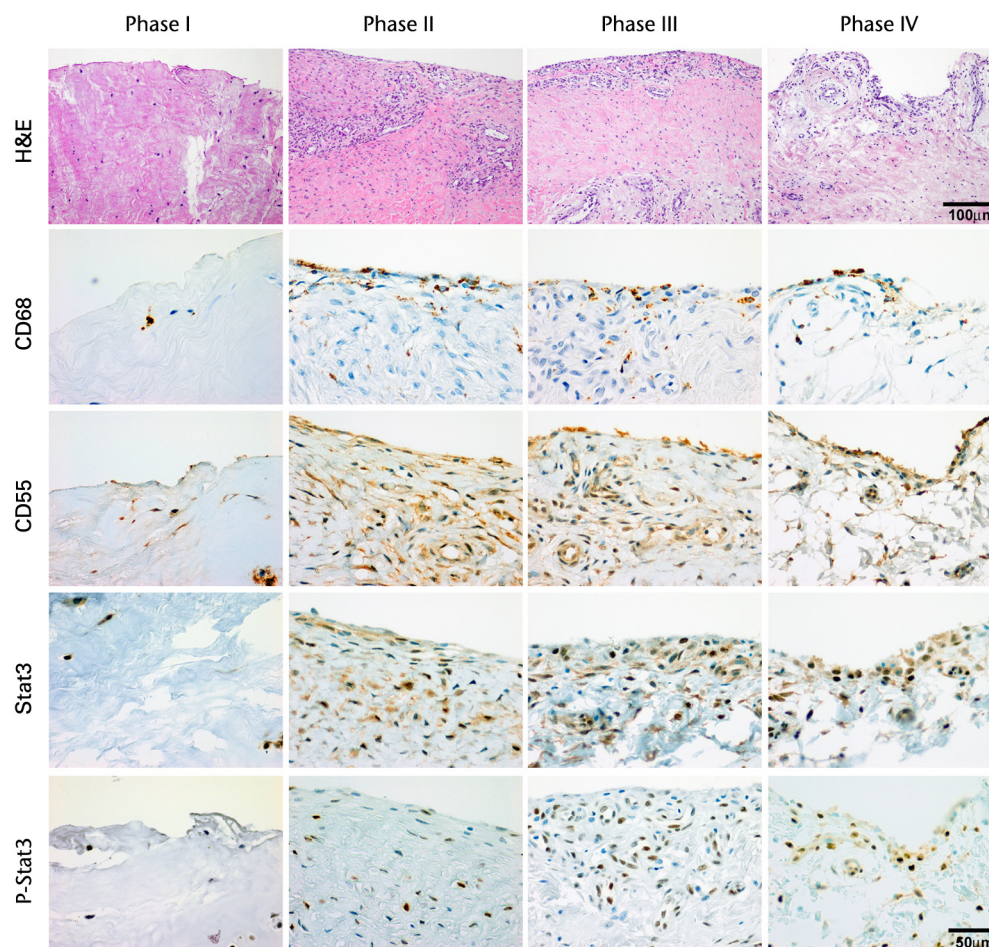 Phase I Phase II Phase III Phase IV
H&E
100μm
CD68
CD55
Stat3
P-Stat3
50μm